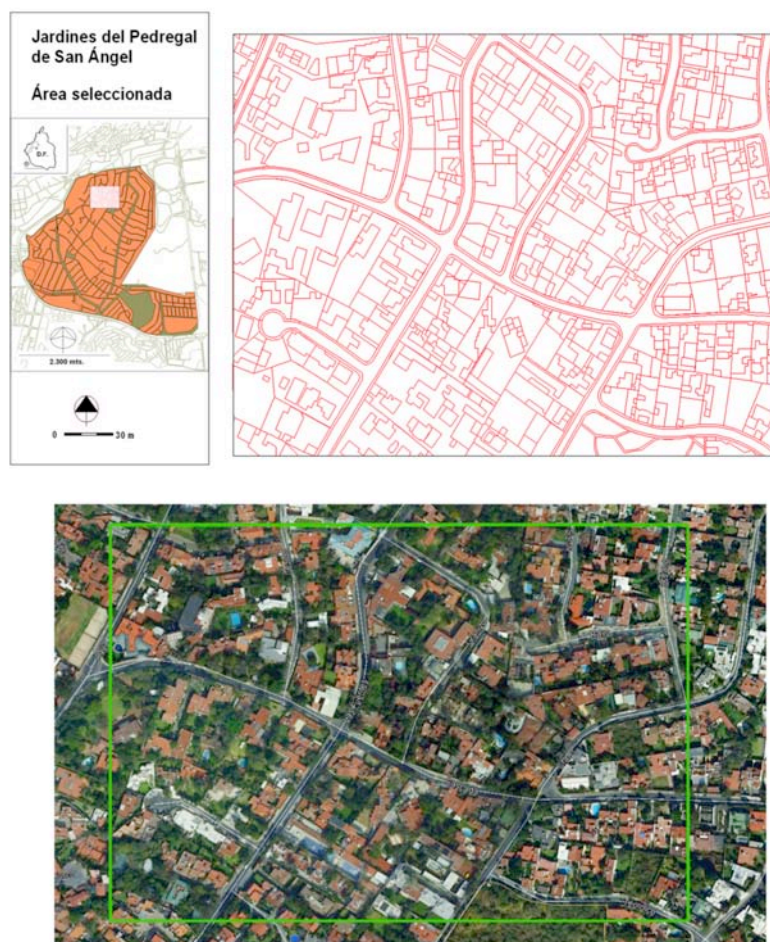 Jardines del Pedregal
de San Ángel
Área seleccionada
D.F.
2.300 mts.
0 30 m